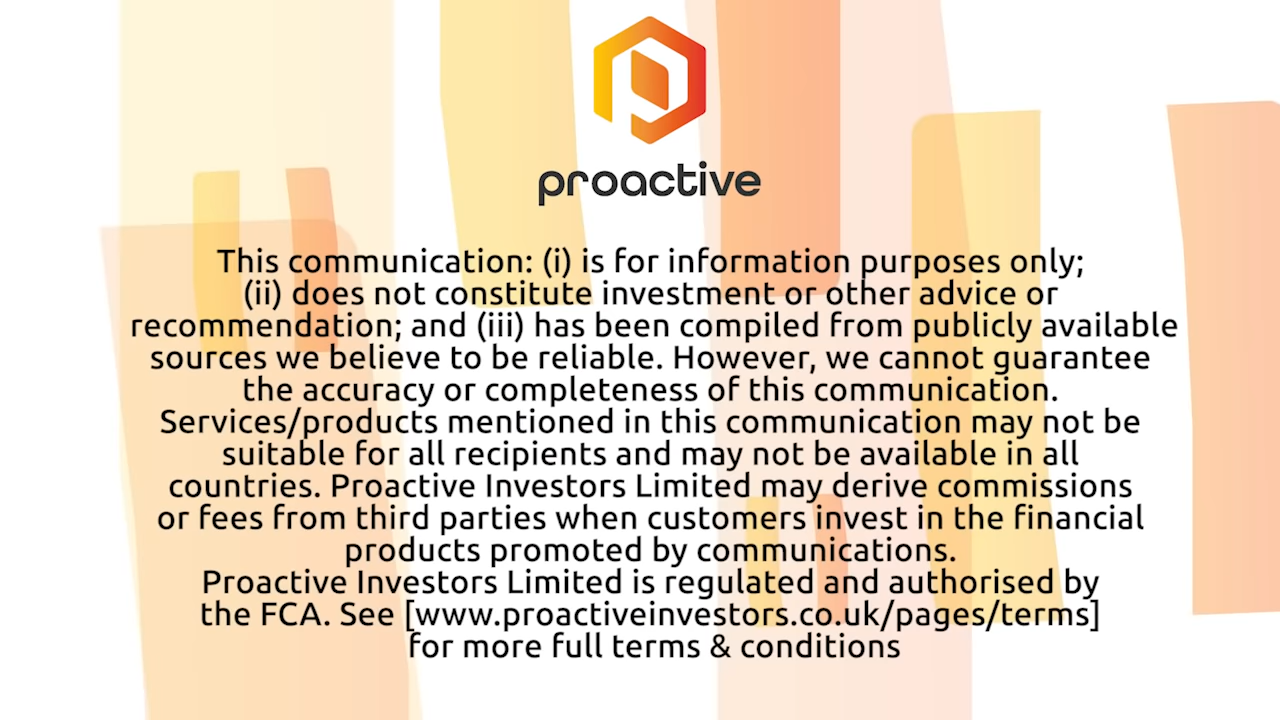 proactive
This communication: (i) is for information purposes only;
(ii) does not constitute investment or other advice or
recommendation; and (iii) has been compiled from publicly available
sources we believe to be reliable. However, we cannot guarantee
the accuracy or completeness of this communication.
Services/products mentioned in this communication may not be
suitable for all recipients and may not be available in all
countries. Proactive Investors Limited may derive commissions
or fees from third parties when customers invest in the financial
products promoted by communications.
Proactive Investors Limited is regulated and authorised by
the FCA. See [www.proactiveinvestors.co.uk/pages/terms]
for more full terms & conditions